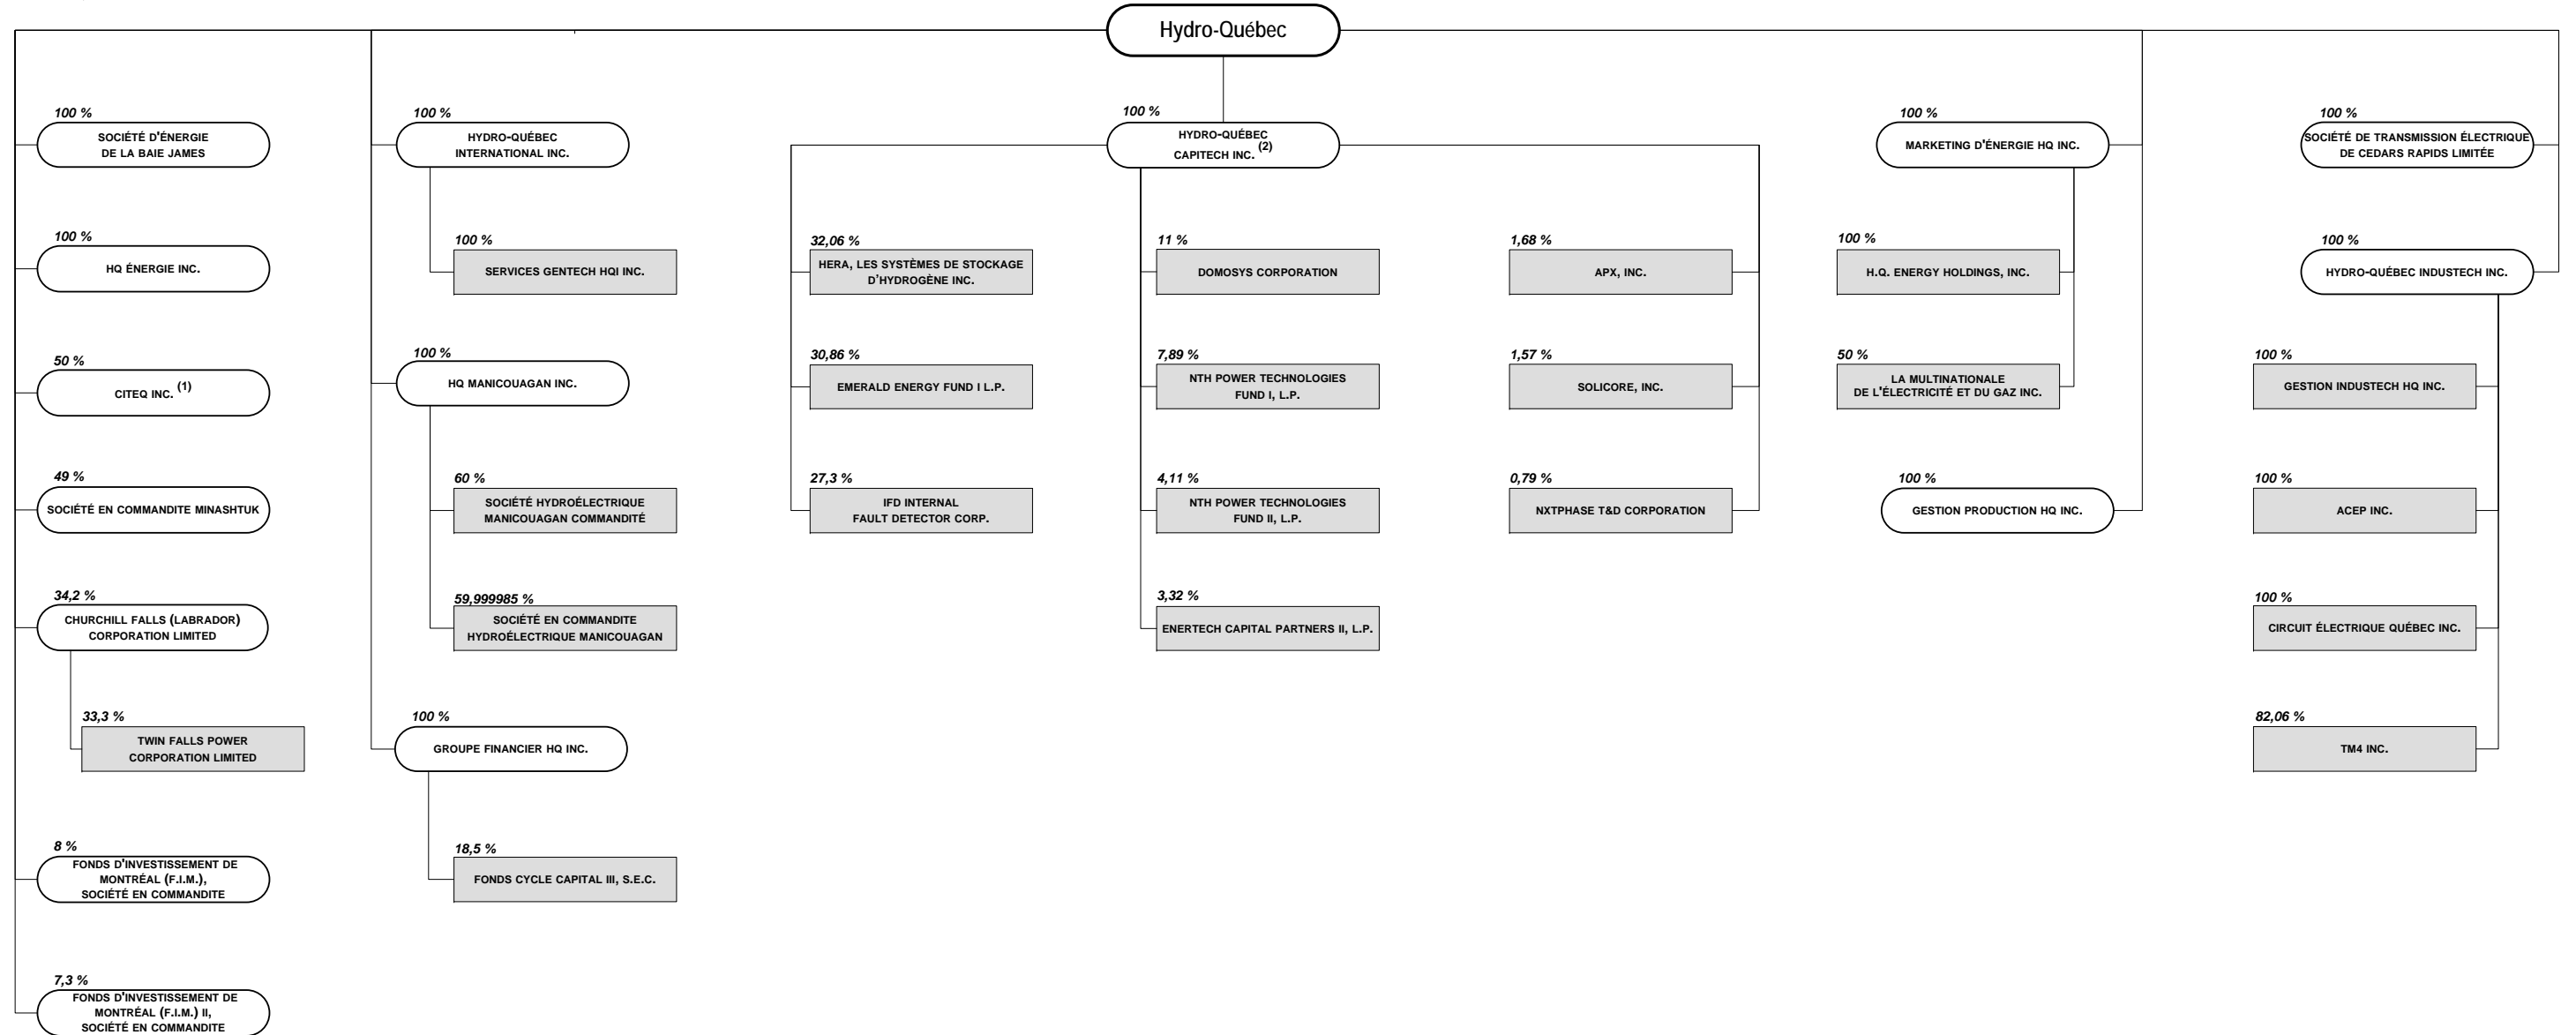 Hydro-Québec
100 %
SOCIÉTÉ D'ÉNERGIE
DE LA BAIE JAMES
100 %
HQ ÉNERGIE INC.
50 %
CITEQ INC. (1)
49 %
SOCIÉTÉ EN COMMANDITE MINASHTUK
34,2 %
CHURCHILL FALLS (LABRADOR)
CORPORATION LIMITED
33,3 %
TWIN FALLS POWER
CORPORATION LIMITED
8 %
FONDS D'INVESTISSEMENT DE
MONTRÉAL (F.I.M.),
SOCIÉTÉ EN COMMANDITE
7,3 %
FONDS D'INVESTISSEMENT DE
MONTRÉAL (F.I.M.) II,
SOCIÉTÉ EN COMMANDITE
100 %
HYDRO-QUÉBEC
INTERNATIONAL INC.
100 %
SERVICES GENTECH HQI INC.
100 %
HQ MANICOUAGAN INC.
60 %
SOCIÉTÉ HYDROÉLECTRIQUE
MANICOUAGAN COMMANDITÉ
59,999985 %
SOCIÉTÉ EN COMMANDITE
HYDROÉLECTRIQUE MANICOUAGAN
100 %
GROUPE FINANCIER HQ INC.
18,5 %
FONDS CYCLE CAPITAL III, S.E.C.
100 %
HYDRO-QUÉBEC
CAPITECH INC. (2)
32,06 %
HERA, LES SYSTÈMES DE STOCKAGE
D’HYDROGÈNE INC.
30,86 %
EMERALD ENERGY FUND I L.P.
27,3 %
IFD INTERNAL
FAULT DETECTOR CORP.
11 %
DOMOSYS CORPORATION
7,89 %
NTH POWER TECHNOLOGIES
FUND I, L.P.
4,11 %
NTH POWER TECHNOLOGIES
FUND II, L.P.
3,32 %
ENERTECH CAPITAL PARTNERS II, L.P.
1,68 %
APX, INC.
1,57 %
SOLICORE, INC.
0,79 %
NXTPHASE T&D CORPORATION
100 %
MARKETING D'ÉNERGIE HQ INC.
100 %
H.Q. ENERGY HOLDINGS, INC.
50 %
LA MULTINATIONALE
DE L'ÉLECTRICITÉ ET DU GAZ INC.
100 %
GESTION PRODUCTION HQ INC.
100 %
SOCIÉTÉ DE TRANSMISSION ÉLECTRIQUE
DE CEDARS RAPIDS LIMITÉE
100 %
HYDRO-QUÉBEC INDUSTECH INC.
100 %
GESTION INDUSTECH HQ INC.
100 %
ACEP INC.
100 %
CIRCUIT ÉLECTRIQUE QUÉBEC INC.
82,06 %
TM4 INC.